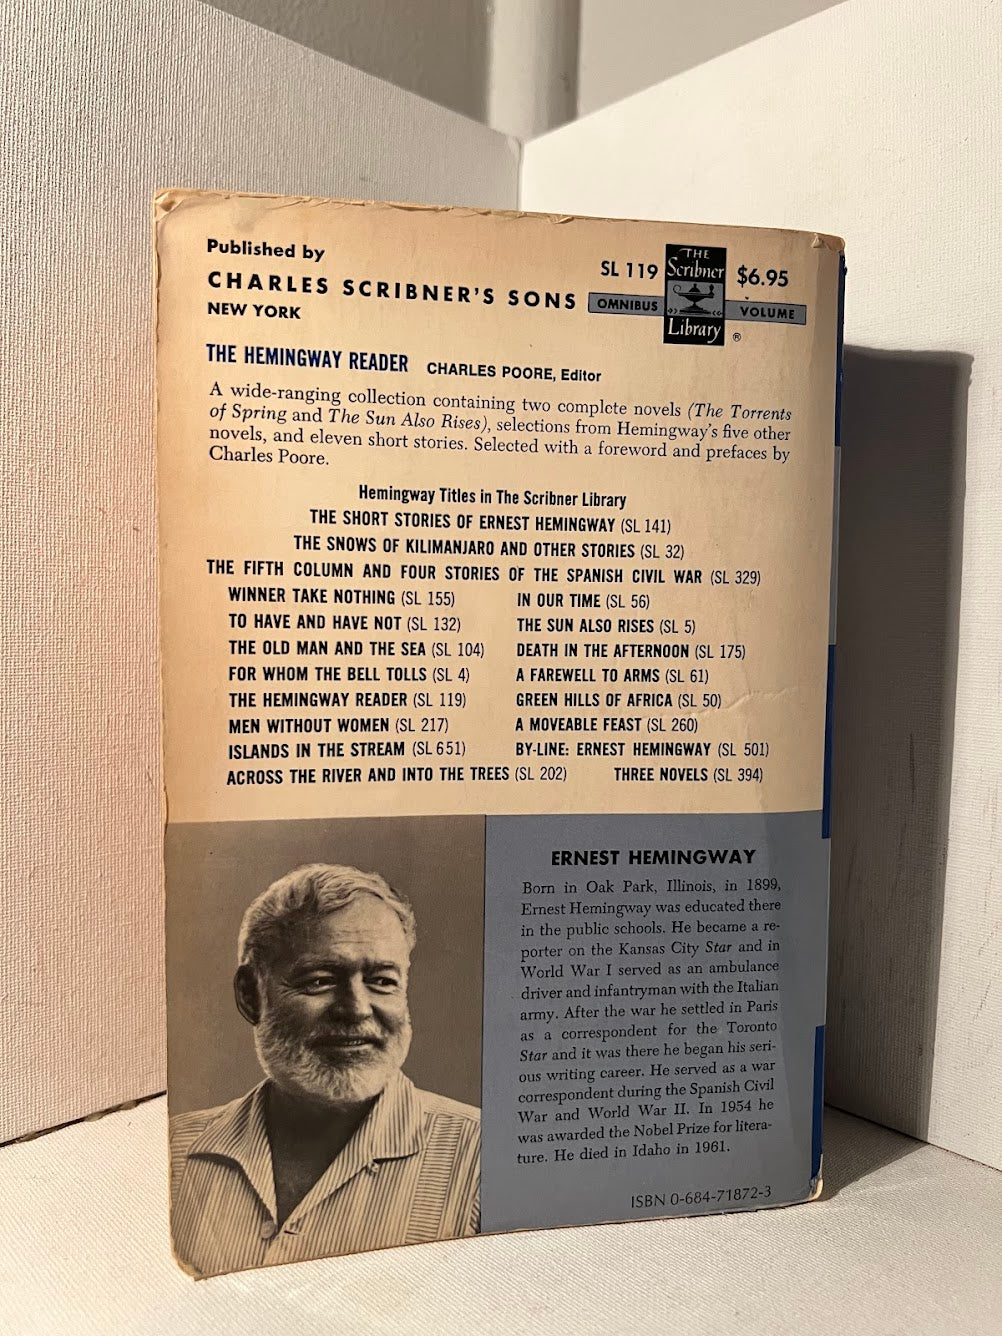 Published by
CHARLES SCRIBNER'S SONS
NEW YORK
SL 119
THE
Scribner
Library
$6.95
OMNIBUS
VOLUME
®
THE HEMINGWAY READER CHARLES POORE, Editor
A wide-ranging collection containing two complete novels (The Torrents
of Spring and The Sun Also Rises), selections from Hemingway's five other
novels, and eleven short stories. Selected with a foreword and prefaces by
Charles Poore.
Hemingway Titles in The Scribner Library
THE SHORT STORIES OF ERNEST HEMINGWAY (SL 141)
THE SNOWS OF KILIMANJARO AND OTHER STORIES (SL 32)
THE FIFTH COLUMN AND FOUR STORIES OF THE SPANISH CIVIL WAR (SL 329)
WINNER TAKE NOTHING (SL 155) IN OUR TIME (SL 56)
TO HAVE AND HAVE NOT (SL 132) THE SUN ALSO RISES (SL 5)
THE OLD MAN AND THE SEA (SL 104) DEATH IN THE AFTERNOON (SL 175)
FOR WHOM THE BELL TOLLS (SL 4) A FAREWELL TO ARMS (SL 61)
THE HEMINGWAY READER (SL 119) GREEN HILLS OF AFRICA (SL 50)
MEN WITHOUT WOMEN (SL 217) A MOVEABLE FEAST (SL 260)
ISLANDS IN THE STREAM (SL 651) BY-LINE: ERNEST HEMINGWAY (SL 501)
ACROSS THE RIVER AND INTO THE TREES (SL 202) THREE NOVELS (SL 394)
ERNEST HEMINGWAY
Born in Oak Park, Illinois, in 1899,
Ernest Hemingway was educated there
in the public schools. He became a re-
porter on the Kansas City Star and in
World War I served as an ambulance
driver and infantryman with the Italian
army. After the war he settled in Paris
as a correspondent for the Toronto
Star and it was there he began his seri-
ous writing career. He served as a war
correspondent during the Spanish Civil
War and World War II. In 1954 he
was awarded the Nobel Prize for litera-
ture. He died in Idaho in 1961.
ISBN 0-684-71872-3